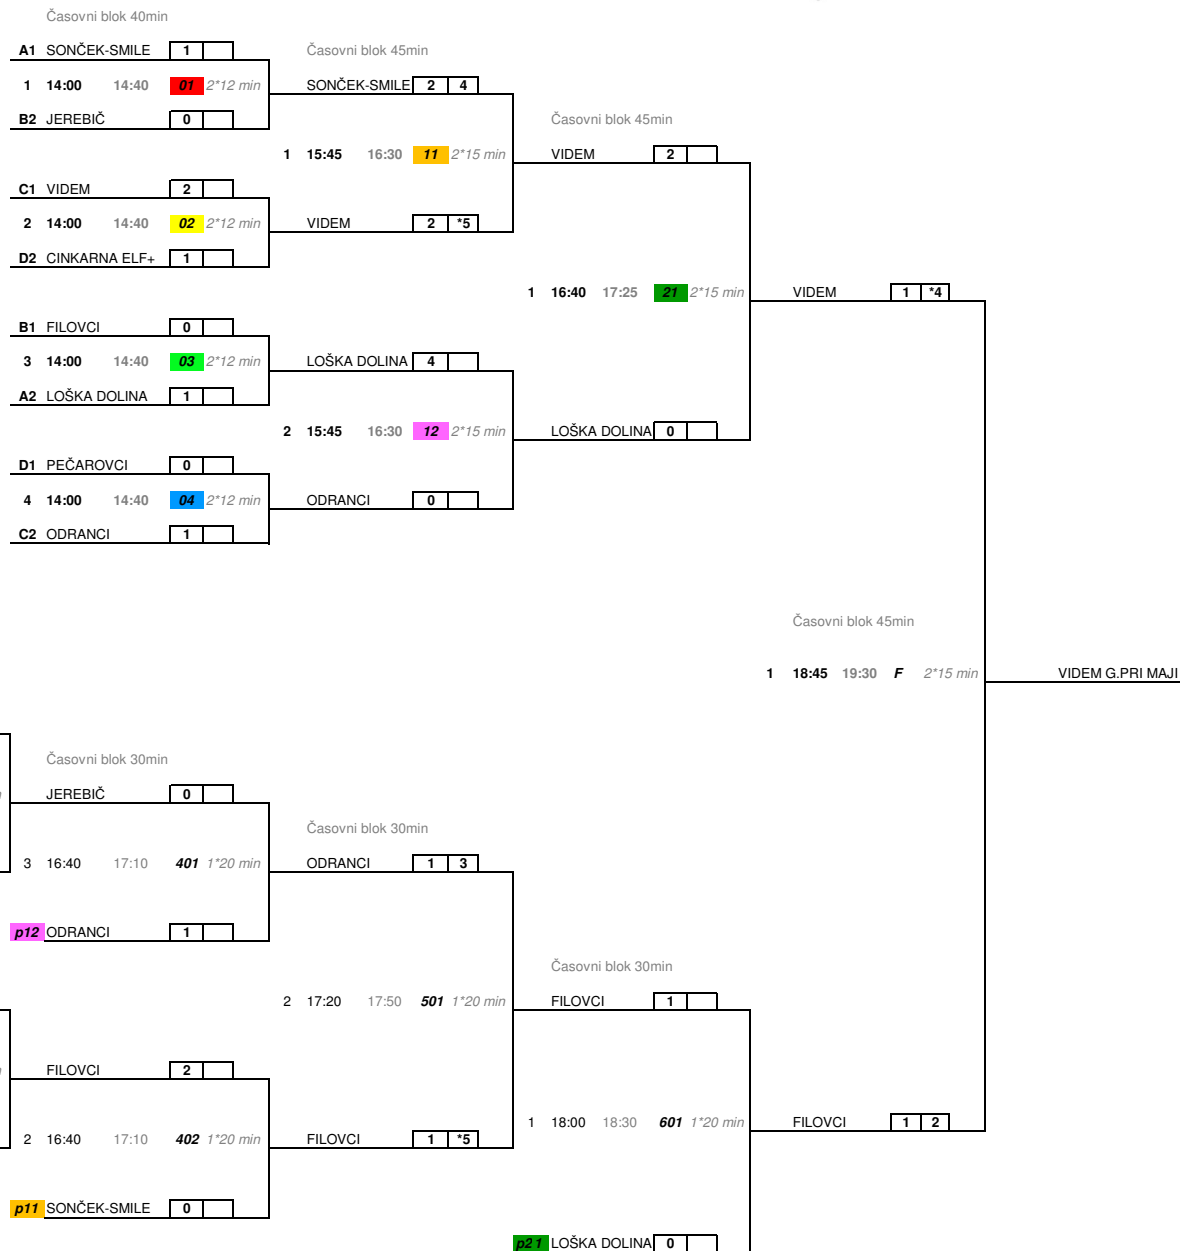 Časovni blok 40min
A1 SONČEK-SMILE 1
Časovni blok 45min
1 14:00 14:40 01 2*12 min
SONČEK-SMILE 2 4
B2 JEREBIČ 0
Časovni blok 45min
1 15:45 16:30 11 2*15 min
VIDEM 2
C1 VIDEM 2
2 14:00 14:40 02 2*12 min
VIDEM 2 *5
D2 CINKARNA ELF+ 1
1 16:40 17:25 21 2*15 min
VIDEM 1 *4
B1 FILOVCI 0
3 14:00 14:40 03 2*12 min
LOŠKA DOLINA 4
A2 LOŠKA DOLINA 1
2 15:45 16:30 12 2*15 min
LOŠKA DOLINA 0
D1 PEČAROVCI 0
4 14:00 14:40 04 2*12 min
ODRANCI 0
C2 ODRANCI 1
Časovni blok 45min
1 18:45 19:30 F 2*15 min
VIDEM G.PRI MAJI
Časovni blok 30min
JEREBIČ 0
Časovni blok 30min
3 16:40 17:10 401 1*20 min
ODRANCI 1 3
p12 ODRANCI 1
Časovni blok 30min
2 17:20 17:50 501 1*20 min
FILOVCI 1
FILOVCI 2
1 18:00 18:30 601 1*20 min
FILOVCI 1 2
2 16:40 17:10 402 1*20 min
FILOVCI 1 *5
p11 SONČEK-SMILE 0
p21 LOŠKA DOLINA 0